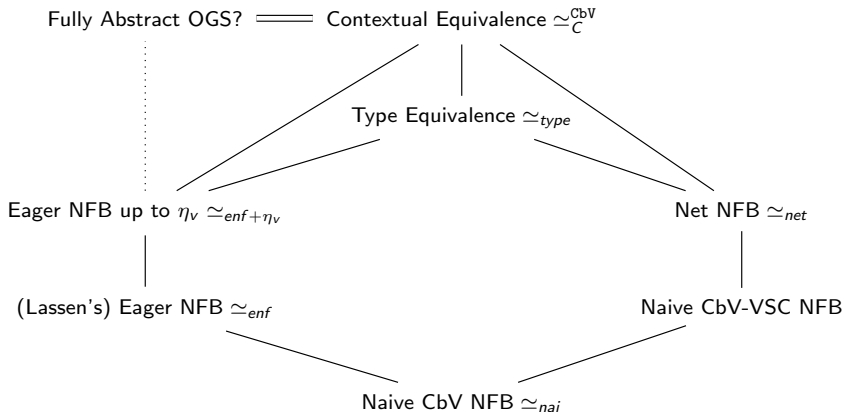 Fully Abstract OGS? Contextual Equivalence ≃_C^CbV
Type Equivalence ≃_type
Eager NFB up to η_v ≃_enf+η_v Net NFB ≃_net
(Lassen's) Eager NFB ≃_enf Naive CbV-VSC NFB
Naive CbV NFB ≃_nai